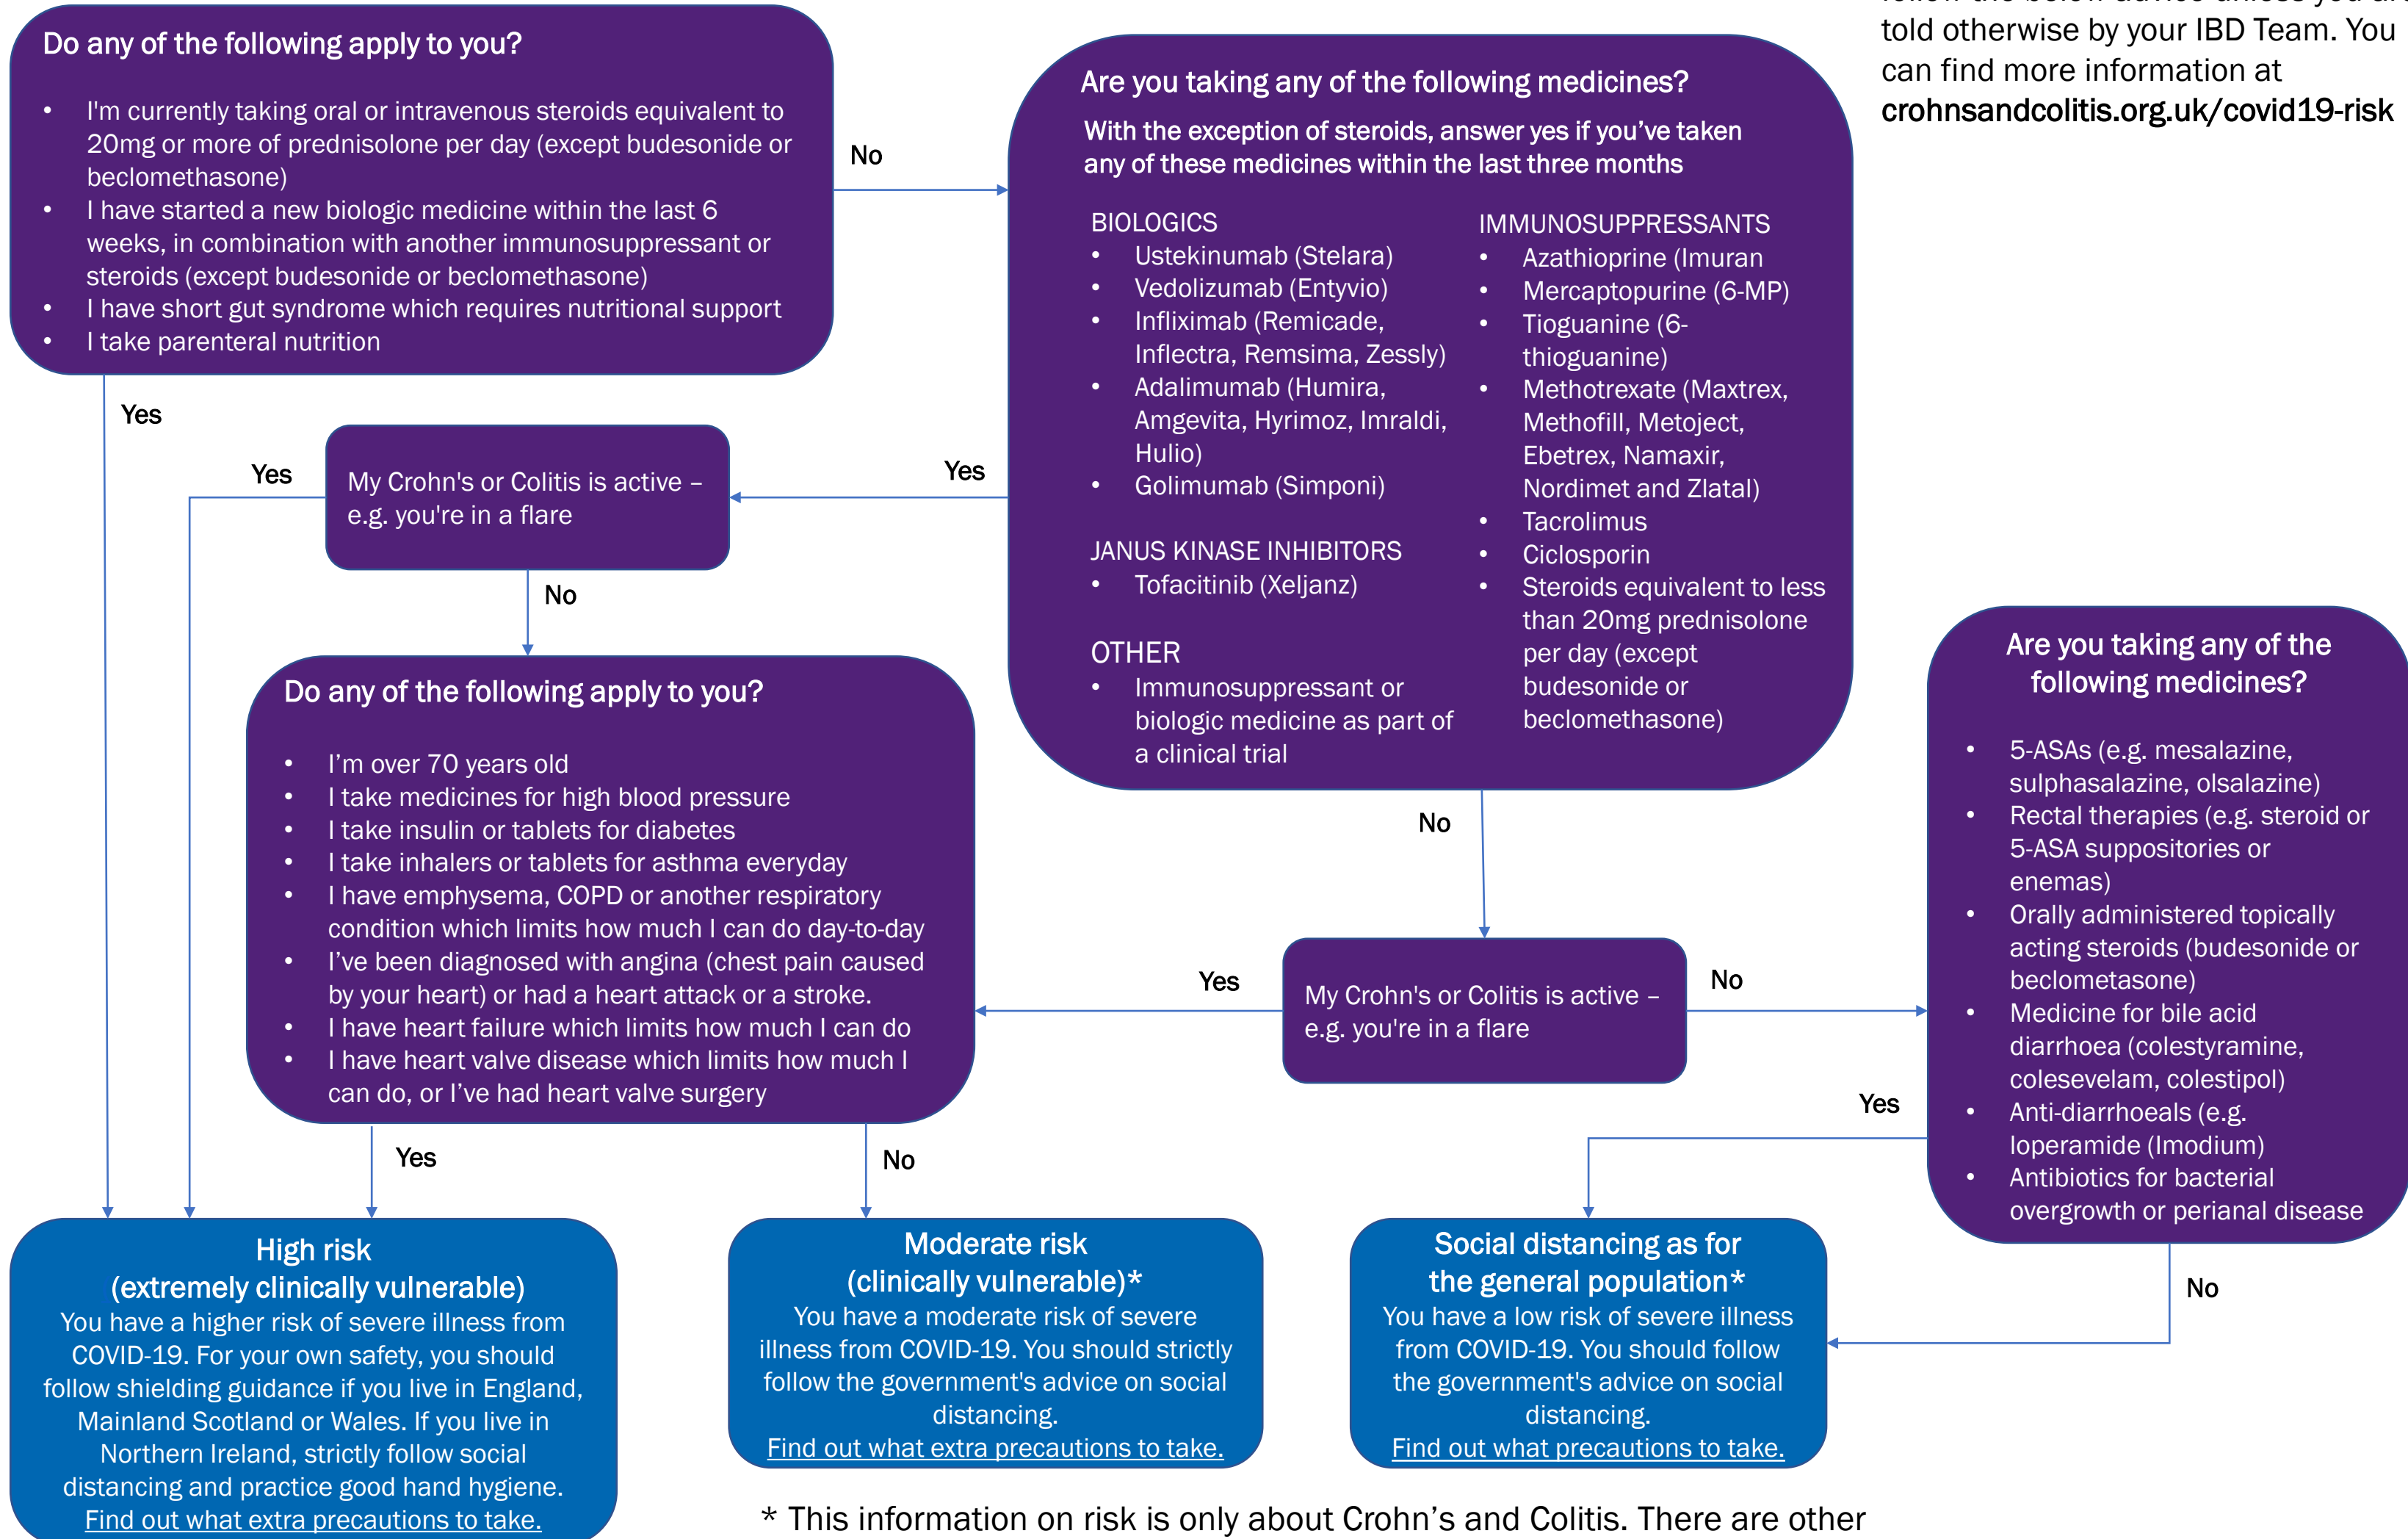 follow the below advice unless you are
told otherwise by your IBD Team. You
can find more information at
crohnsandcolitis.org.uk/covid19-risk
Do any of the following apply to you?
• I'm currently taking oral or intravenous steroids equivalent to
20mg or more of prednisolone per day (except budesonide or
beclomethasone)
• I have started a new biologic medicine within the last 6
weeks, in combination with another immunosuppressant or
steroids (except budesonide or beclomethasone)
• I have short gut syndrome which requires nutritional support
• I take parenteral nutrition
No
Yes
Are you taking any of the following medicines?
With the exception of steroids, answer yes if you've taken
any of these medicines within the last three months
BIOLOGICS
• Ustekinumab (Stelara)
• Vedolizumab (Entyvio)
• Infliximab (Remicade,
Inflectra, Remsima, Zessly)
• Adalimumab (Humira,
Amgevita, Hyrimoz, Imraldi,
Hulio)
• Golimumab (Simponi)
JANUS KINASE INHIBITORS
• Tofacitinib (Xeljanz)
OTHER
• Immunosuppressant or
biologic medicine as part of
a clinical trial
IMMUNOSUPPRESSANTS
• Azathioprine (Imuran
• Mercaptopurine (6-MP)
• Tioguanine (6-
thioguanine)
• Methotrexate (Maxtrex,
Methofill, Metoject,
Ebetrex, Namaxir,
Nordimet and Zlatal)
• Tacrolimus
• Ciclosporin
• Steroids equivalent to less
than 20mg prednisolone
per day (except
budesonide or
beclomethasone)
Yes
No
My Crohn's or Colitis is active –
e.g. you're in a flare
Yes
No
Do any of the following apply to you?
• I'm over 70 years old
• I take medicines for high blood pressure
• I take insulin or tablets for diabetes
• I take inhalers or tablets for asthma everyday
• I have emphysema, COPD or another respiratory
condition which limits how much I can do day-to-day
• I've been diagnosed with angina (chest pain caused
by your heart) or had a heart attack or a stroke.
• I have heart failure which limits how much I can do
• I have heart valve disease which limits how much I
can do, or I've had heart valve surgery
Yes
No
My Crohn's or Colitis is active –
e.g. you're in a flare
Yes
No
Are you taking any of the
following medicines?
• 5-ASAs (e.g. mesalazine,
sulphasalazine, olsalazine)
• Rectal therapies (e.g. steroid or
5-ASA suppositories or
enemas)
• Orally administered topically
acting steroids (budesonide or
beclometasone)
• Medicine for bile acid
diarrhoea (colestyramine,
colesevelam, colestipol)
• Anti-diarrhoeals (e.g.
loperamide (Imodium)
• Antibiotics for bacterial
overgrowth or perianal disease
Yes
No
High risk
(extremely clinically vulnerable)
You have a higher risk of severe illness from
COVID-19. For your own safety, you should
follow shielding guidance if you live in England,
Mainland Scotland or Wales. If you live in
Northern Ireland, strictly follow social
distancing and practice good hand hygiene.
Find out what extra precautions to take.
Moderate risk
(clinically vulnerable)*
You have a moderate risk of severe
illness from COVID-19. You should strictly
follow the government's advice on social
distancing.
Find out what extra precautions to take.
Social distancing as for
the general population*
You have a low risk of severe illness
from COVID-19. You should follow
the government's advice on social
distancing.
Find out what precautions to take.
* This information on risk is only about Crohn's and Colitis. There are other